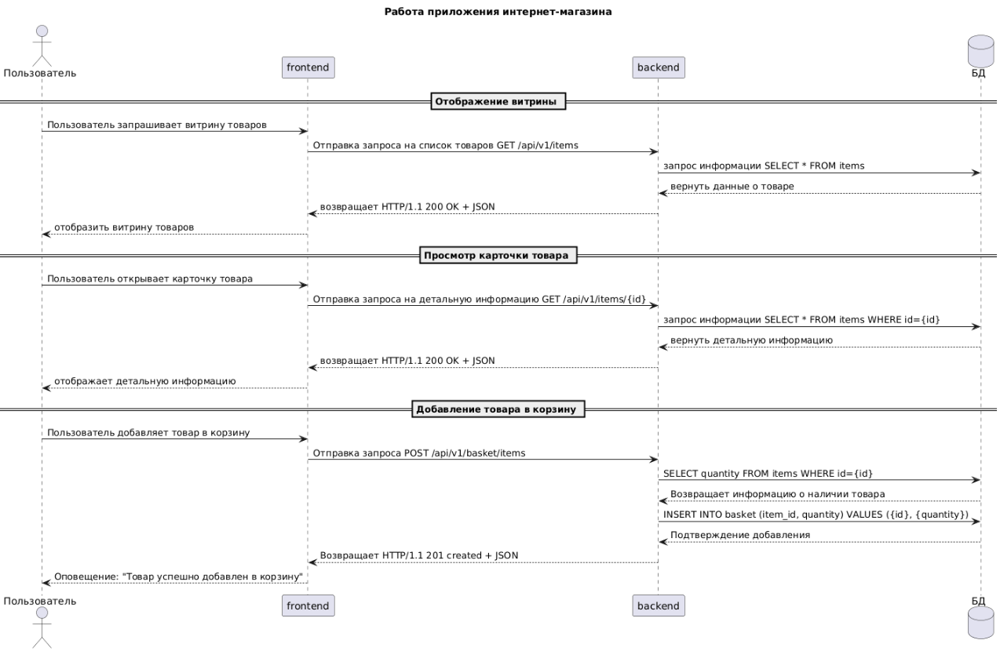 Работа приложения интернет-магазина
Пользователь
frontend
backend
БД
Отображение витрины
Пользователь запрашивает витрину товаров
Отправка запроса на список товаров GET /api/v1/items
запрос информации SELECT * FROM items
вернуть данные о товаре
возвращает HTTP/1.1 200 OK + JSON
отобразить витрину товаров
Просмотр карточки товара
Пользователь открывает карточку товара
Отправка запроса на детальную информацию GET /api/v1/items/{id}
запрос информации SELECT * FROM items WHERE id={id}
вернуть детальную информацию
возвращает HTTP/1.1 200 OK + JSON
отображает детальную информацию
Добавление товара в корзину
Пользователь добавляет товар в корзину
Отправка запроса POST /api/v1/basket/items
SELECT quantity FROM items WHERE id={id}
Возвращает информацию о наличии товара
INSERT INTO basket (item_id, quantity) VALUES ({id}, {quantity})
Подтверждение добавления
Возвращает HTTP/1.1 201 created + JSON
Оповещение: "Товар успешно добавлен в корзину"
Пользователь
frontend
backend
БД